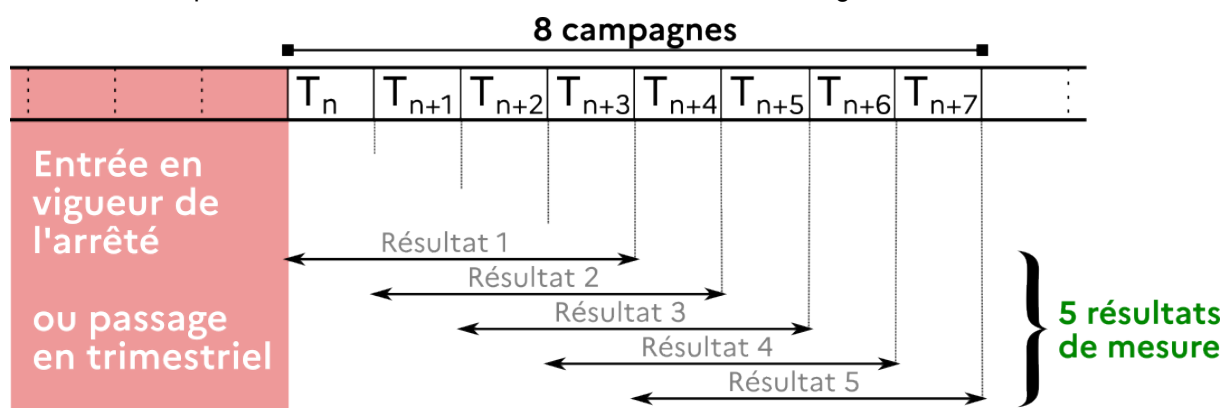 8 campagnes
Tn Tn+1 Tn+2 Tn+3 Tn+4 Tn+5 Tn+6 Tn+7
Entrée en
vigueur de
l'arrêté
ou passage
en trimestriel
Résultat 1
Résultat 2
Résultat 3
Résultat 4
Résultat 5
5 résultats
de mesure